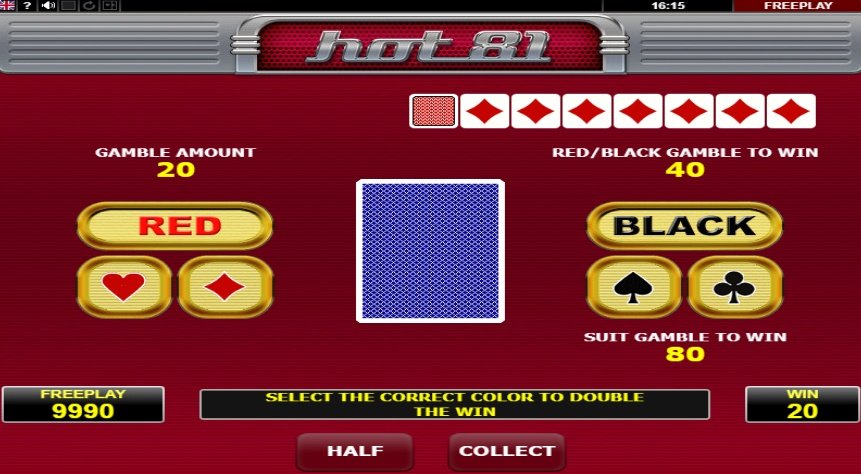 ?
16:15
FREEPLAY
hot 81
GAMBLE AMOUNT
20
RED/BLACK GAMBLE TO WIN
40
RED
BLACK
SUIT GAMBLE TO WIN
80
FREEPLAY
9990
SELECT THE CORRECT COLOR TO DOUBLE
THE WIN
WIN
20
HALF
COLLECT